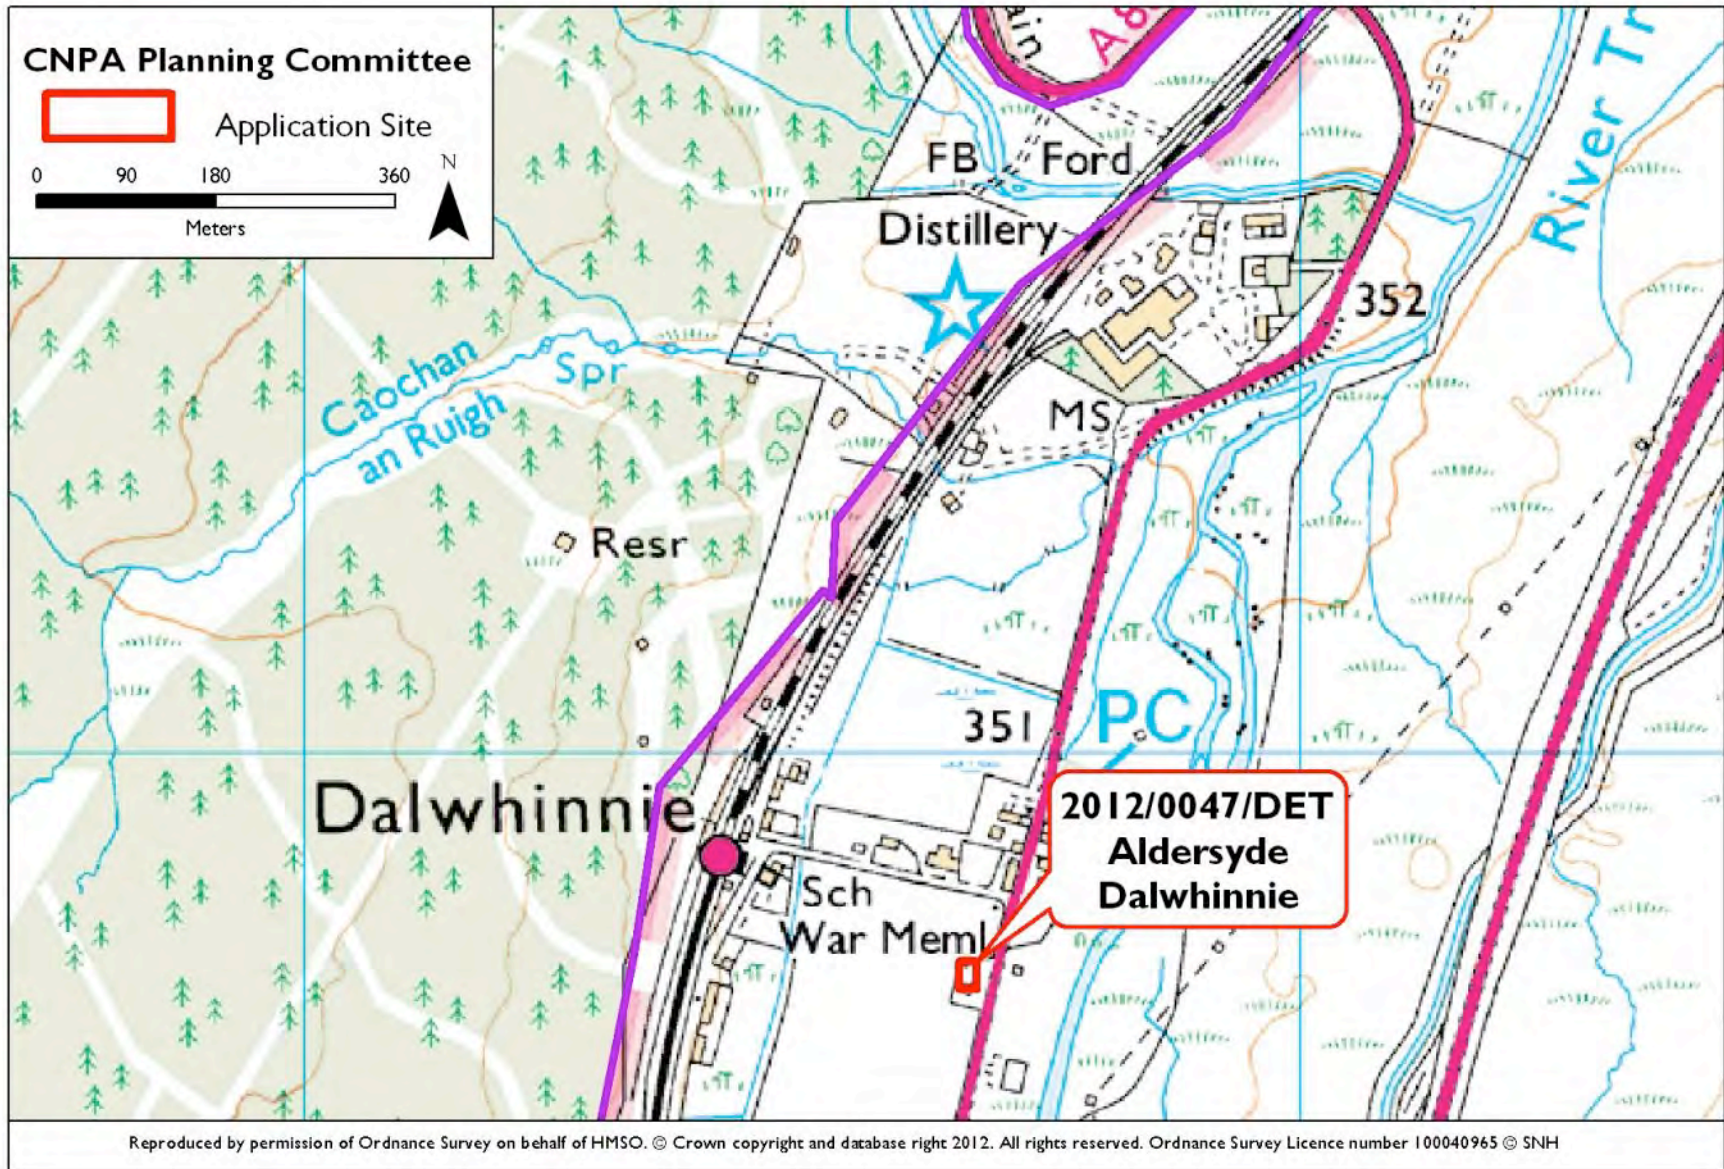 CNPA Planning Committee
Application Site
0 90 180 360
Meters
N
A8
River Tr
FB Ford
Distillery
352
Caochan
an Ruigh
Spr
MS
Resr
351
PC
Dalwhinnie
2012/0047/DET
Aldersyde
Dalwhinnie
Sch
War Meml
Reproduced by permission of Ordnance Survey on behalf of HMSO. © Crown copyright and database right 2012. All rights reserved. Ordnance Survey Licence number 100040965 © SNH